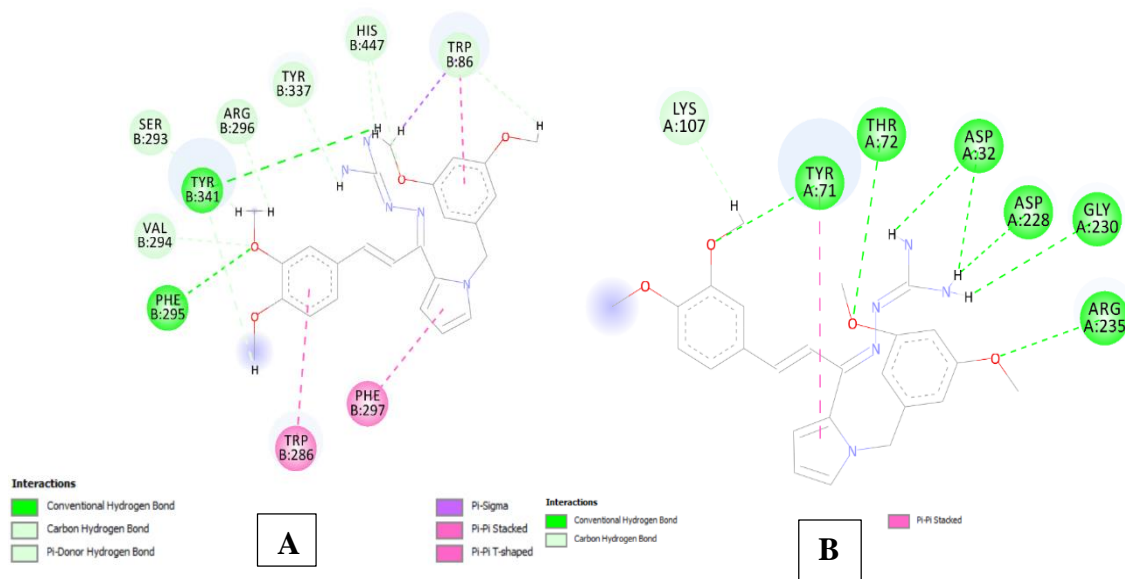 HIS
B:447
TRP
B:86
TYR
B:337
ARG
B:296
SER
B:293
TYR
B:341
VAL
B:294
PHE
B:295
PHE
B:297
TRP
B:286
H
H
N
N
H
N
N
O
H
O
H
H
H
O
O
N
H
Interactions
Conventional Hydrogen Bond
Carbon Hydrogen Bond
Pi-Donor Hydrogen Bond
A
Pi-Sigma
Pi-Pi Stacked
Pi-Pi T-shaped
LYS
A:107
TYR
A:71
THR
A:72
ASP
A:32
ASP
A:228
GLY
A:230
ARG
A:235
H
O
O
H
N
H
N
H
N
O
N
O
N
Interactions
Conventional Hydrogen Bond
Carbon Hydrogen Bond
B
Pi-Pi Stacked